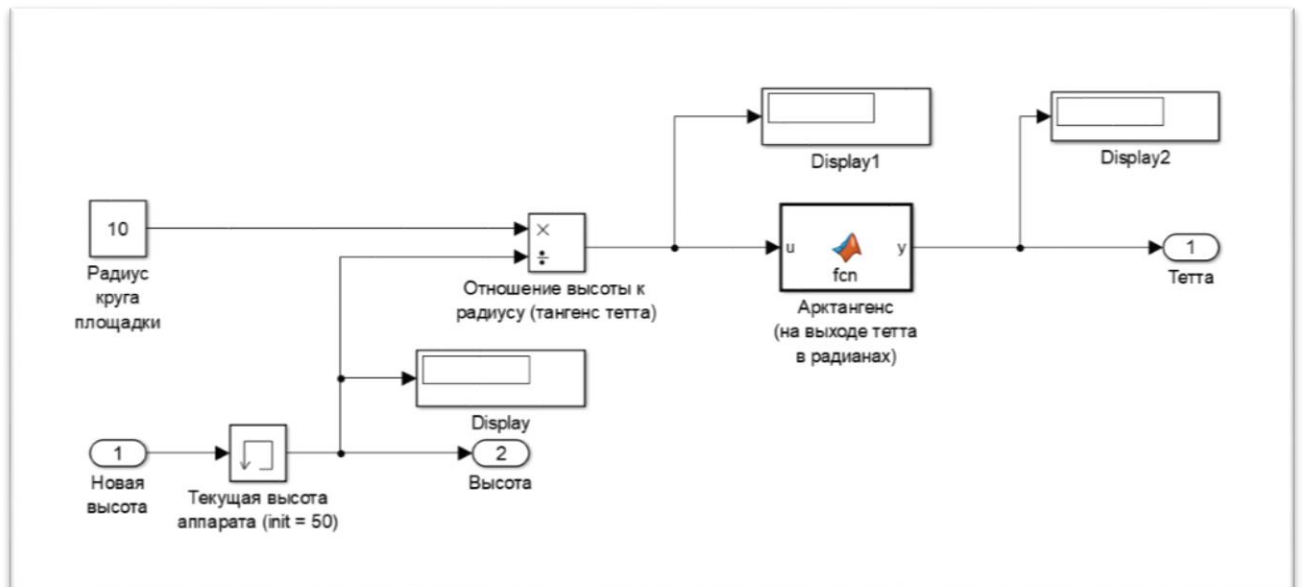 Display1
Display2
10
Радиус
круга
площадки
×
÷
Отношение высоты к
радиусу (тангенс тетта)
u
y
fcn
Арктангенс
(на выходе тетта
в радианах)
1
Тетта
Display
1
Новая
высота
Текущая высота
аппарата (init = 50)
2
Высота